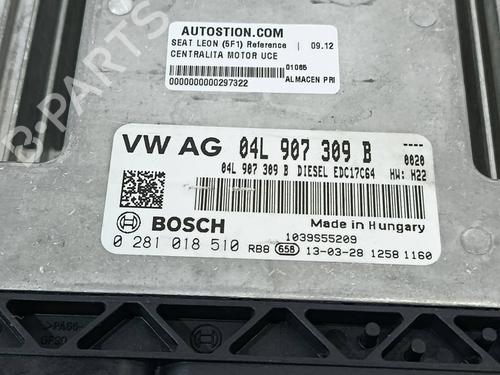 AUTOSTION.COM
SEAT LEON (5F1) Reference | 09.12
CENTRALITA MOTOR UCE
01085
0000000000297322 ALMACEN PRI
VW AG 04L 907 309 B ----
04L 907 309 B DIESEL EDC17C64 0020
HW: H22
BOSCH Made in Hungary
1039S55209
0 281 018 510 RB8 658 13-03-28 1258 1160
B-Parts